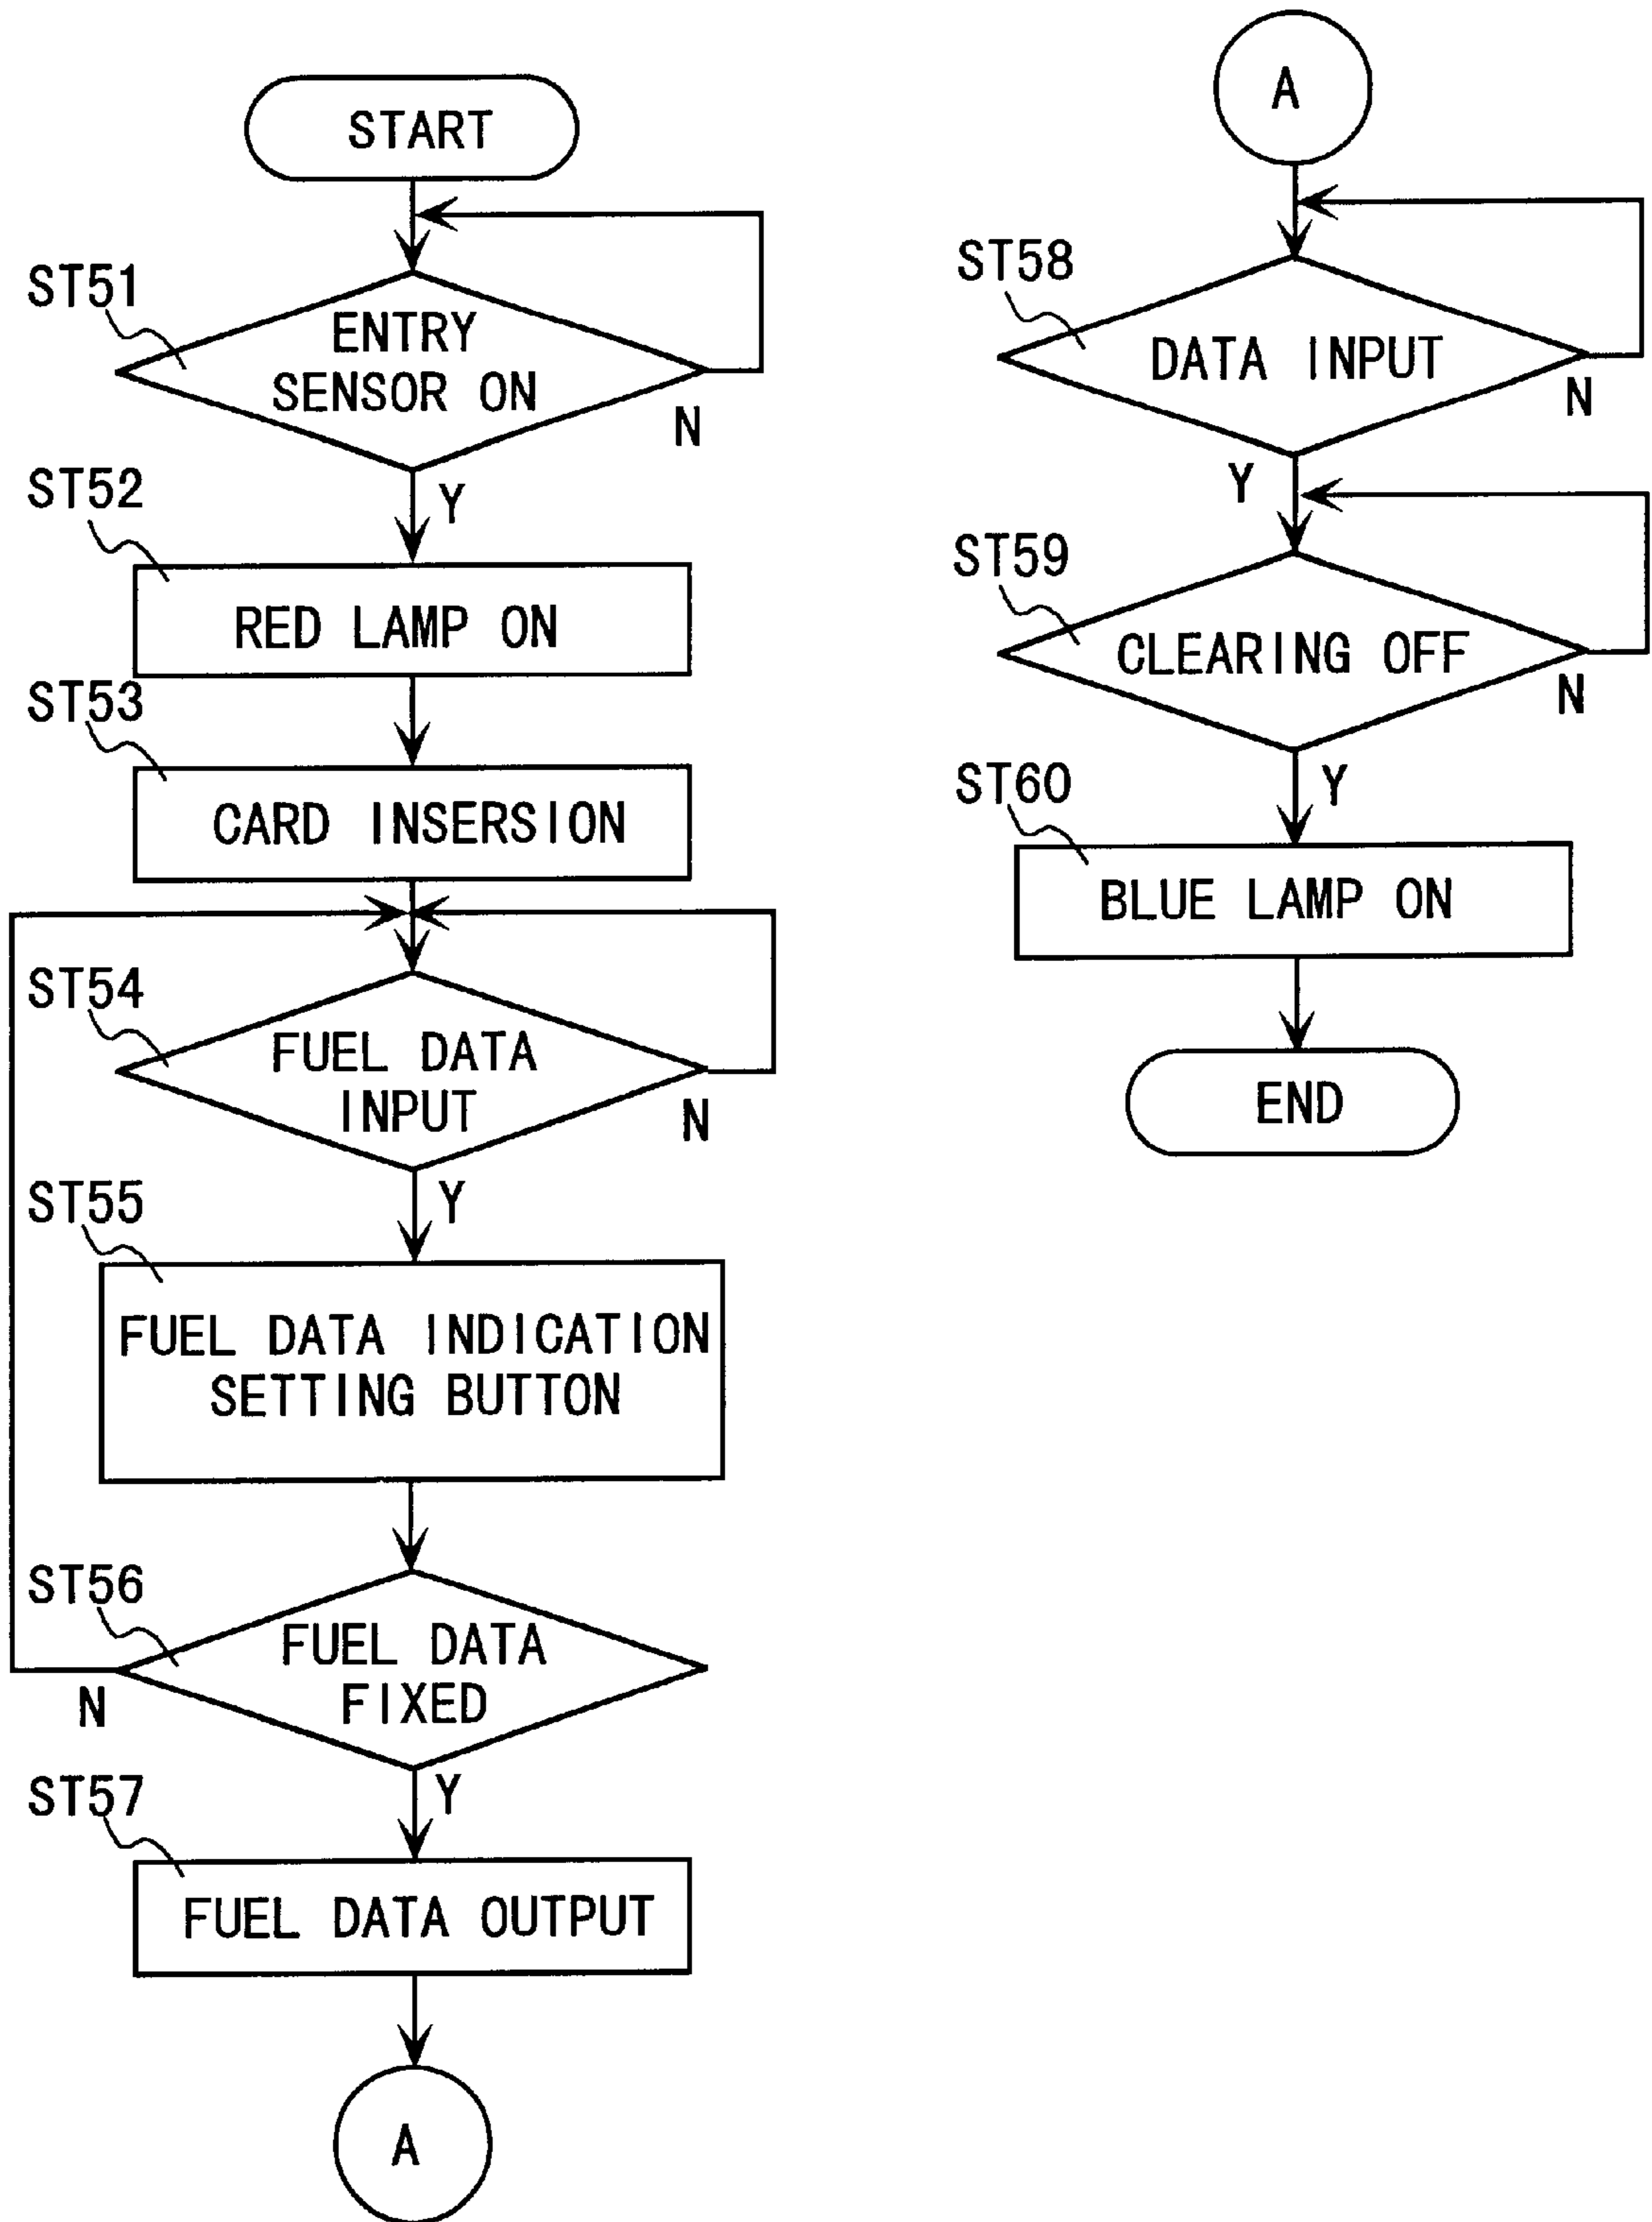 START
ST51
ENTRY
SENSOR ON
N
Y
ST52
RED LAMP ON
ST53
CARD INSERSION
ST54
FUEL DATA
INPUT
N
Y
ST55
FUEL DATA INDICATION
SETTING BUTTON
ST56
FUEL DATA
FIXED
N
Y
ST57
FUEL DATA OUTPUT
A
A
ST58
DATA INPUT
N
Y
ST59
CLEARING OFF
N
Y
ST60
BLUE LAMP ON
END